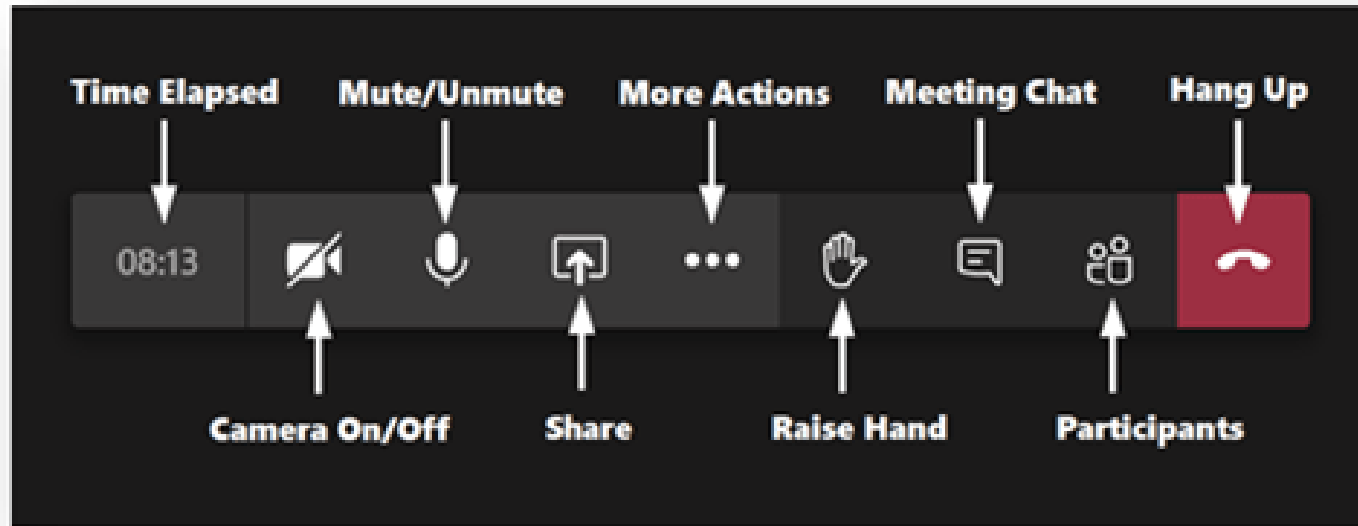 Time Elapsed Mute/Unmute More Actions Meeting Chat Hang Up
08:13
Camera On/Off Share Raise Hand Participants